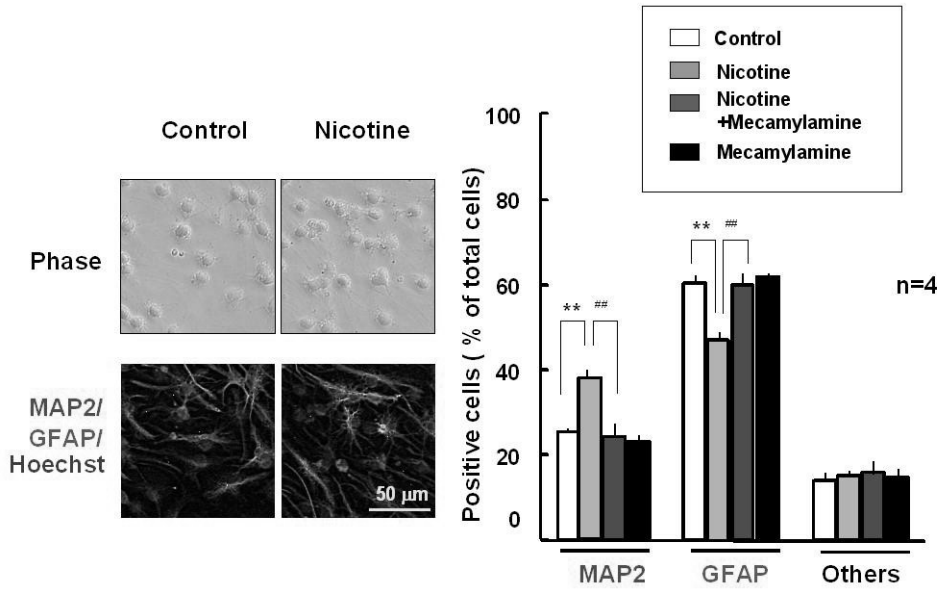 Control
Nicotine
Nicotine
+Mecamylamine
Mecamylamine
Control Nicotine
Phase
MAP2/
GFAP/
Hoechst
50 μm
Positive cells ( % of total cells)
100
80
60
40
20
0
** ##
** ##
n=4
MAP2 GFAP Others